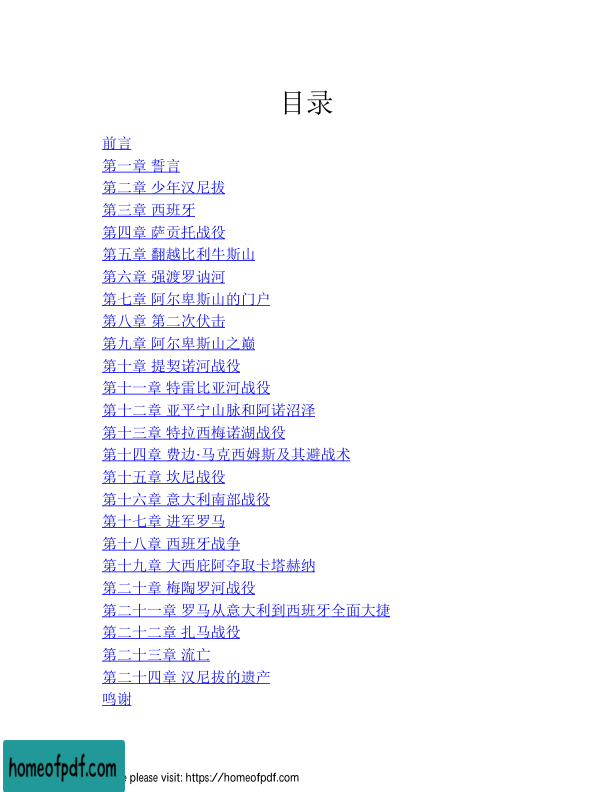 目录
前言
第一章 誓言
第二章 少年汉尼拔
第三章 西班牙
第四章 萨贡托战役
第五章 翻越比利牛斯山
第六章 强渡罗讷河
第七章 阿尔卑斯山的门户
第八章 第二次伏击
第九章 阿尔卑斯山之巅
第十章 提契诺河战役
第十一章 特雷比亚河战役
第十二章 亚平宁山脉和阿诺沼泽
第十三章 特拉西梅诺湖战役
第十四章 费边·马克西姆斯及其避战术
第十五章 坎尼战役
第十六章 意大利南部战役
第十七章 进军罗马
第十八章 西班牙战争
第十九章 大西庇阿夺取卡塔赫纳
第二十章 梅陶罗河战役
第二十一章 罗马从意大利到西班牙全面大捷
第二十二章 扎马战役
第二十三章 流亡
第二十四章 汉尼拔的遗产
鸣谢
homeofpdf.com please visit: https://homeofpdf.com